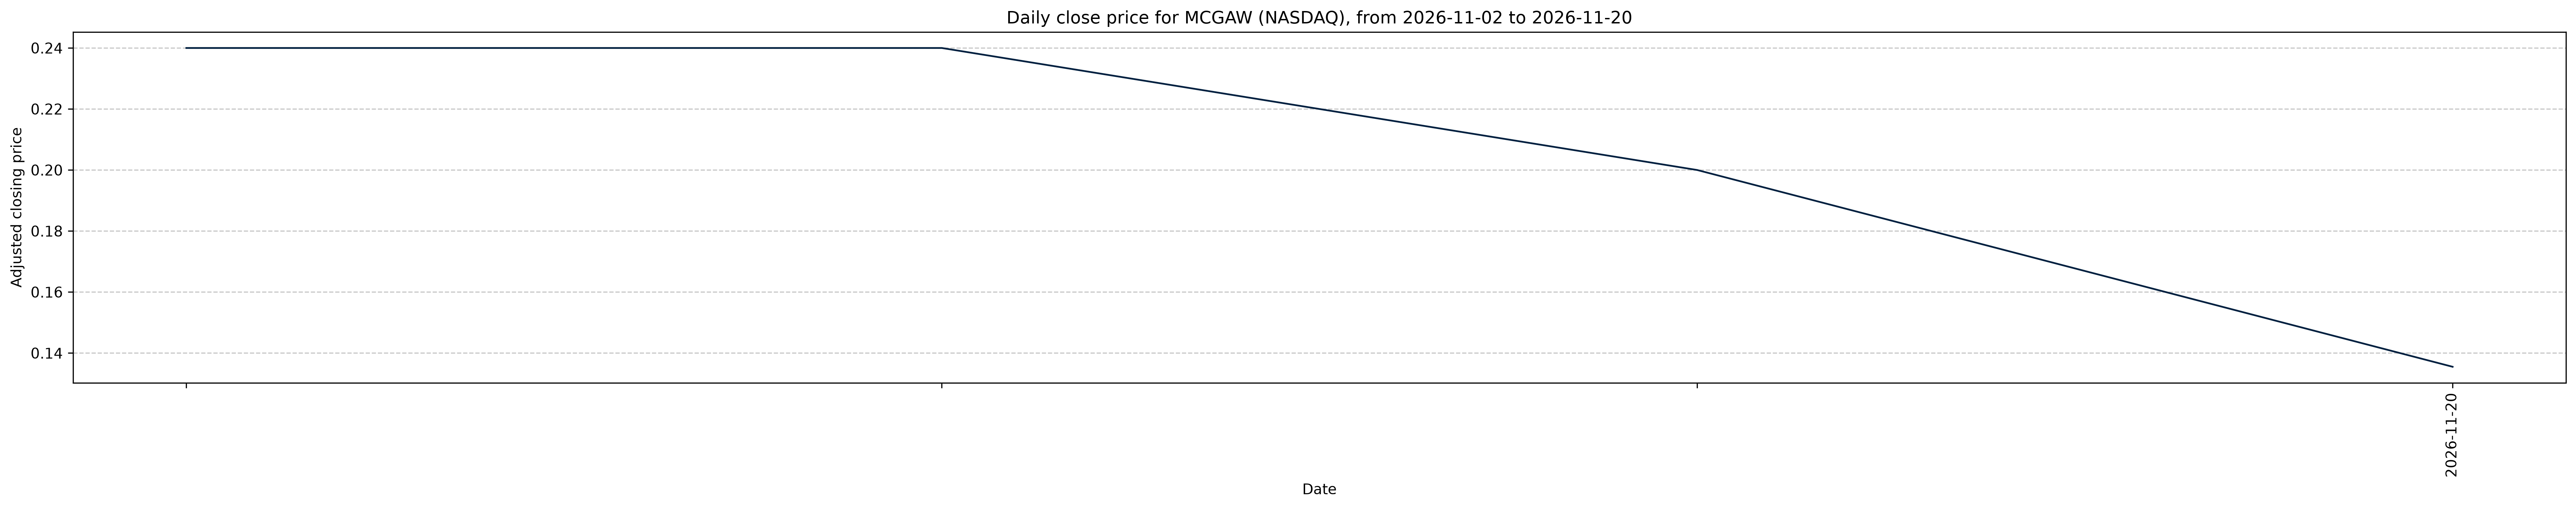 Daily close price for MCGAW (NASDAQ), from 2026-11-02 to 2026-11-20
Adjusted closing price
0.24
0.22
0.20
0.18
0.16
0.14
2026-11-20
Date